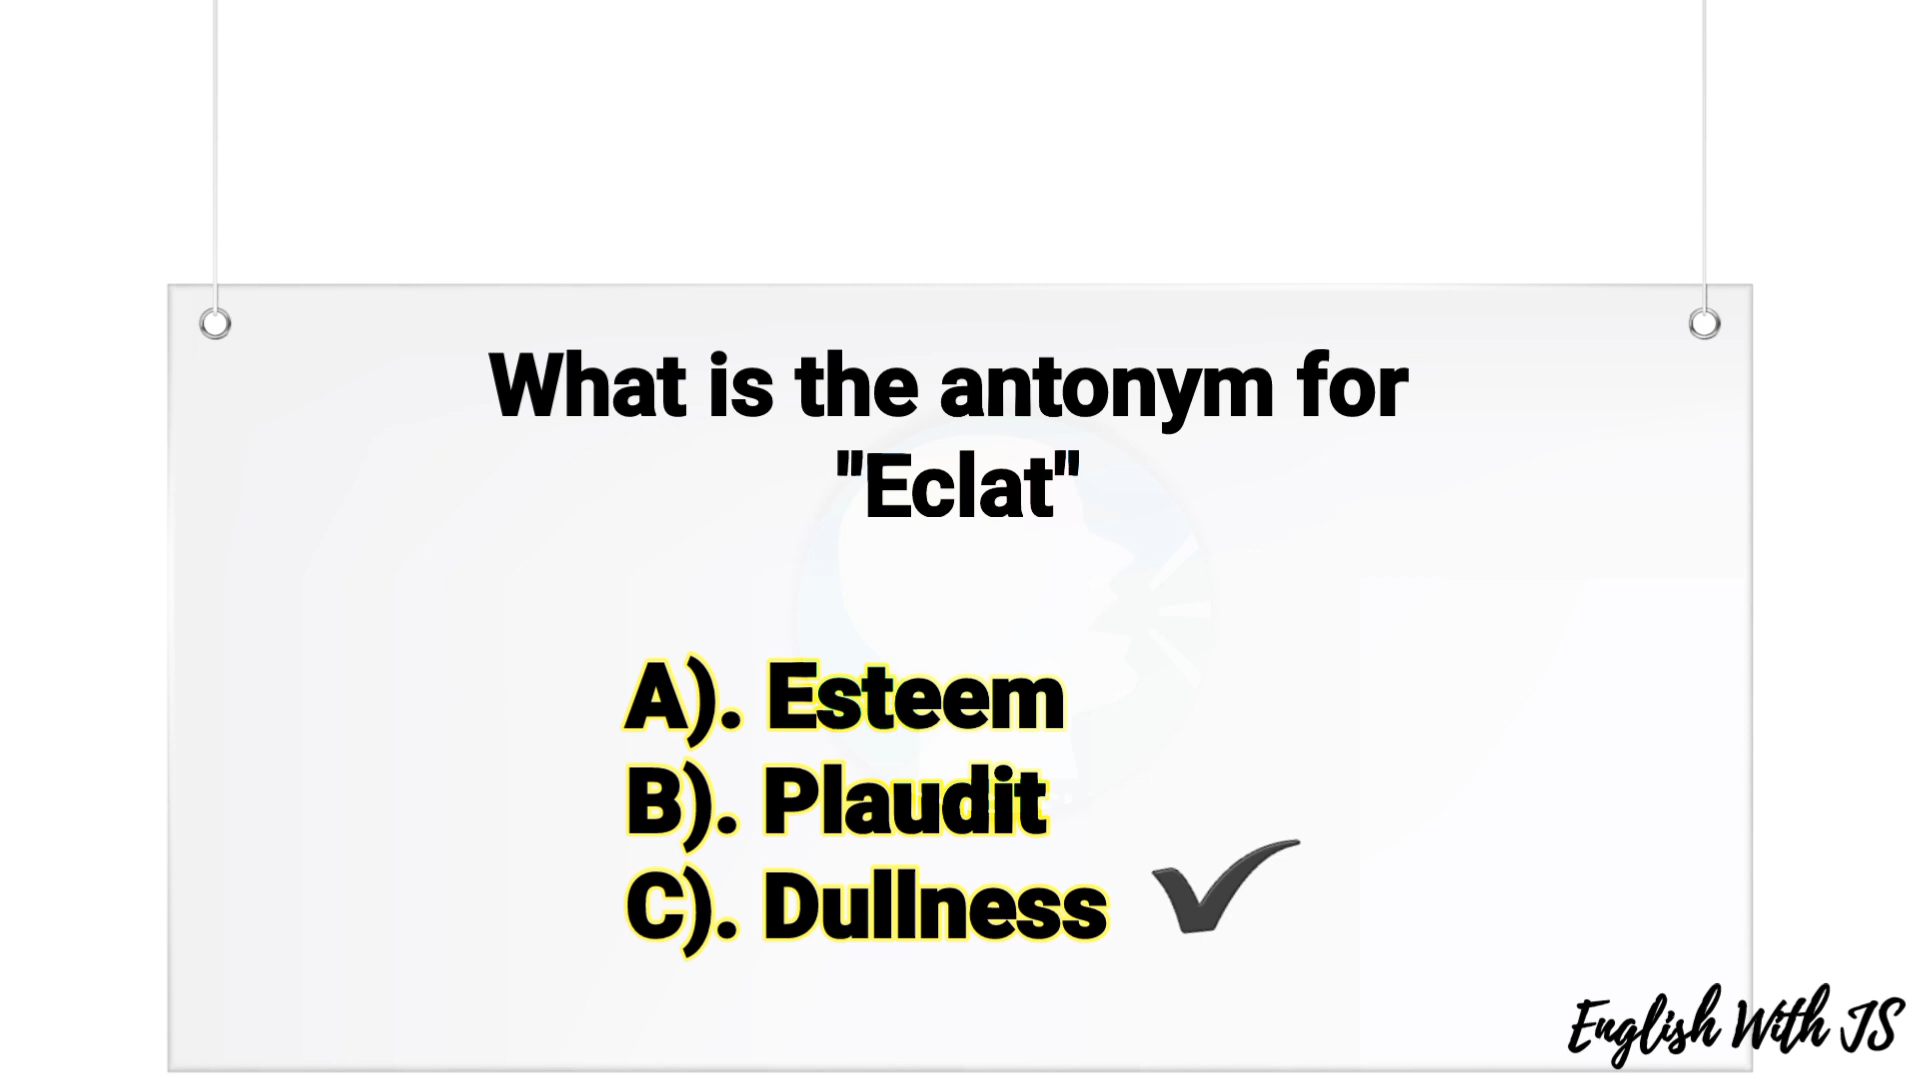 What is the antonym for
"Eclat"
A). Esteem
B). Plaudit
C). Dullness
English With JS